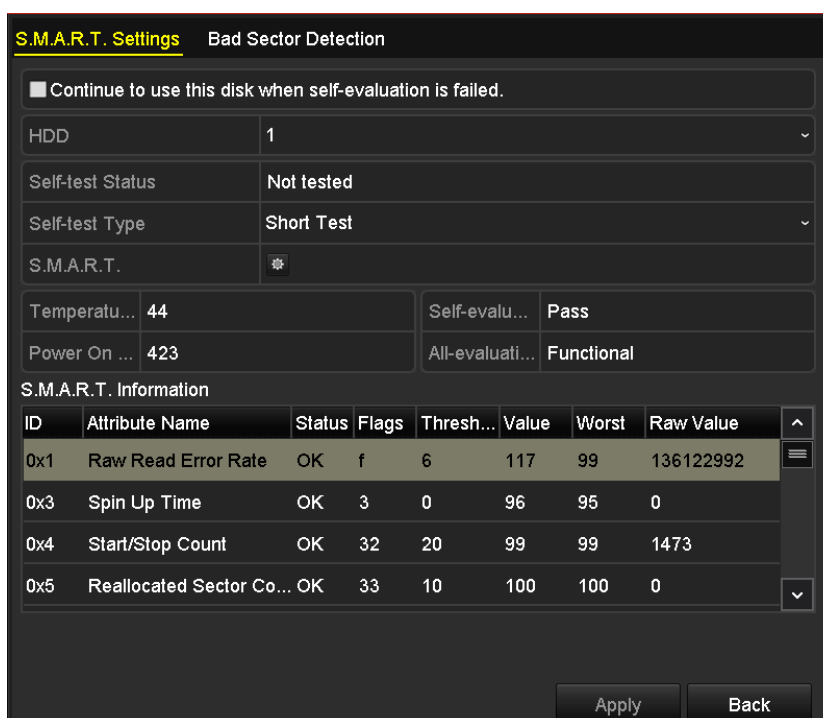 S.M.A.R.T. Settings Bad Sector Detection
Continue to use this disk when self-evaluation is failed.
HDD 1
Self-test Status Not tested
Self-test Type Short Test
S.M.A.R.T.
Temperatu... 44 Self-evalu... Pass
Power On ... 423 All-evaluati... Functional
S.M.A.R.T. Information
ID Attribute Name Status Flags Thresh... Value Worst Raw Value
0x1 Raw Read Error Rate OK f 6 117 99 136122992
0x3 Spin Up Time OK 3 0 96 95 0
0x4 Start/Stop Count OK 32 20 99 99 1473
0x5 Reallocated Sector Co... OK 33 10 100 100 0
Apply Back